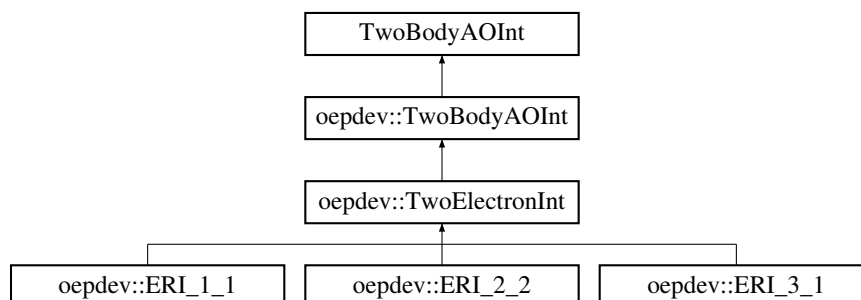 TwoBodyAOInt
oepdev::TwoBodyAOInt
oepdev::TwoElectronInt
oepdev::ERI_1_1
oepdev::ERI_2_2
oepdev::ERI_3_1